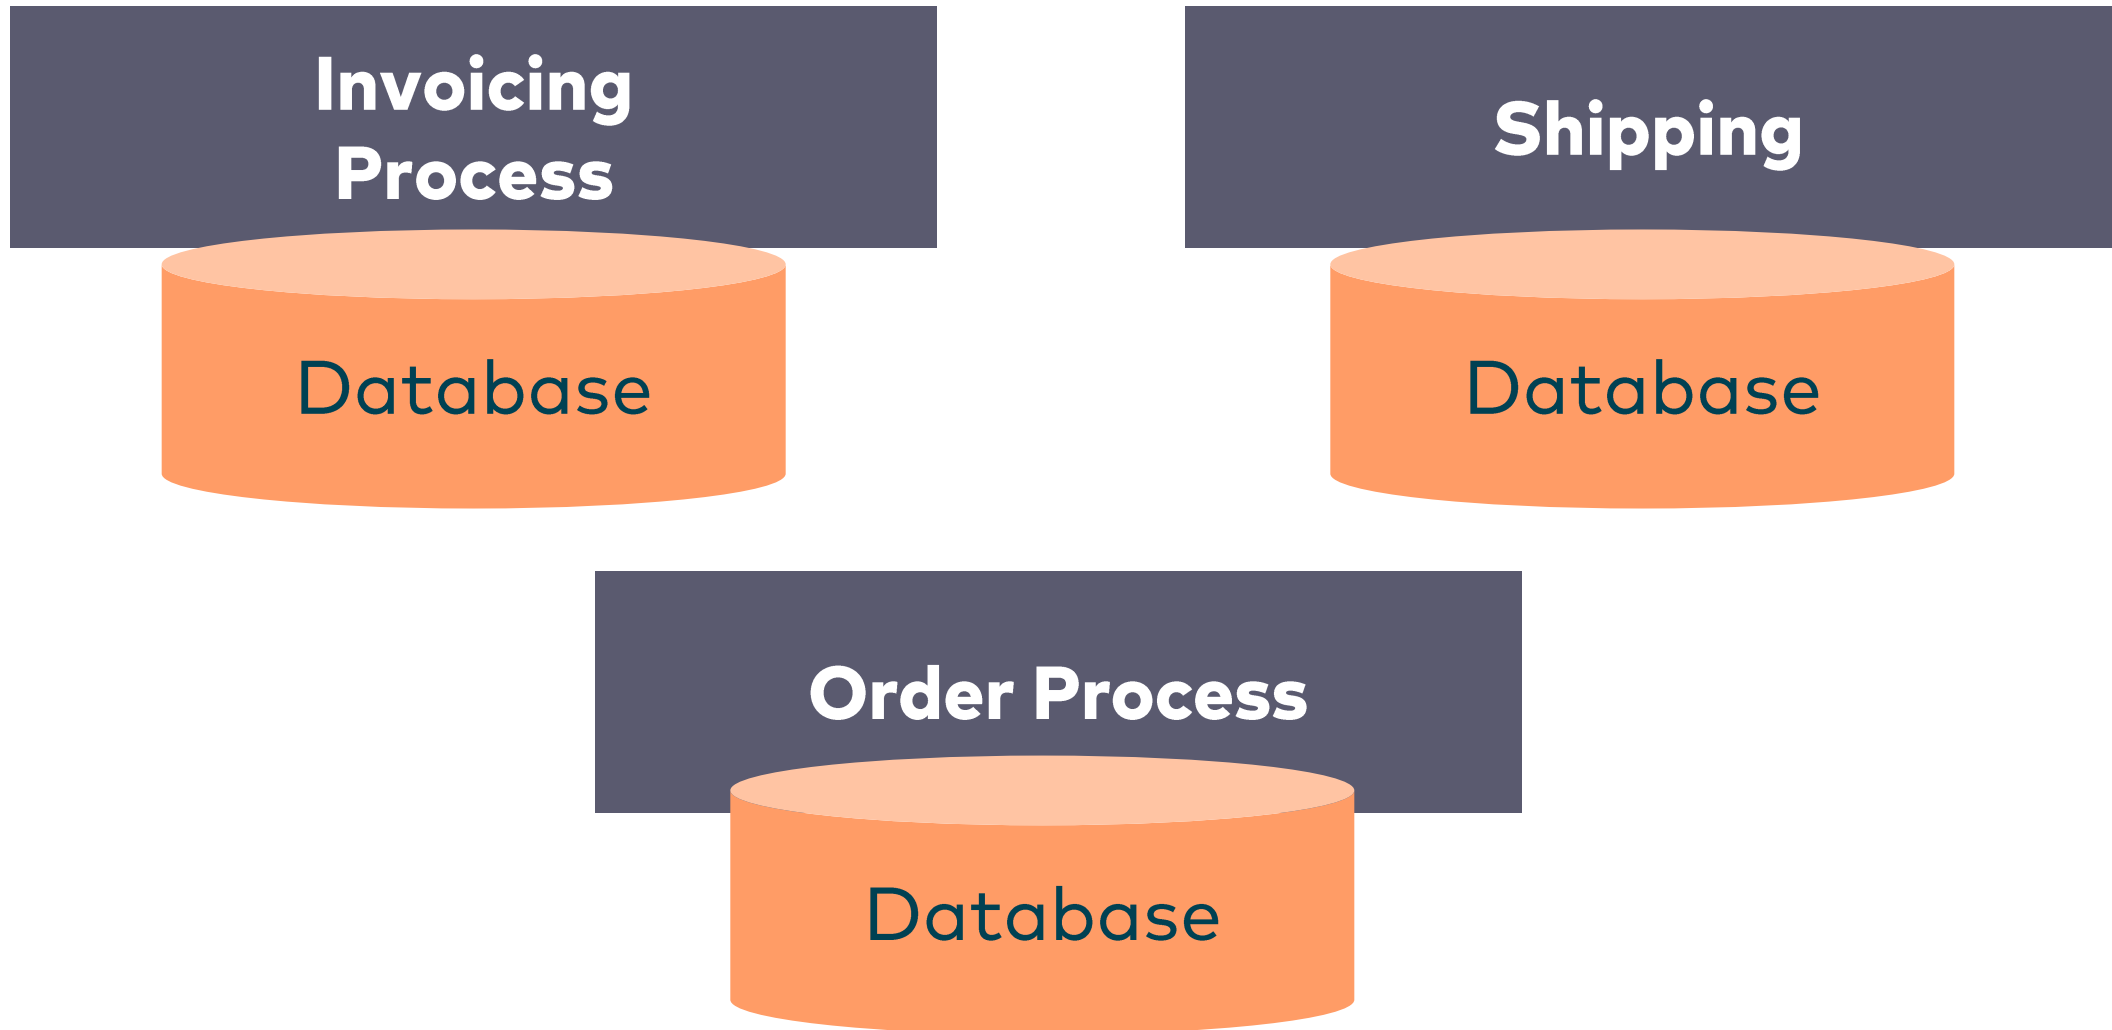 Invoicing
Process
Shipping
Database
Database
Order Process
Database